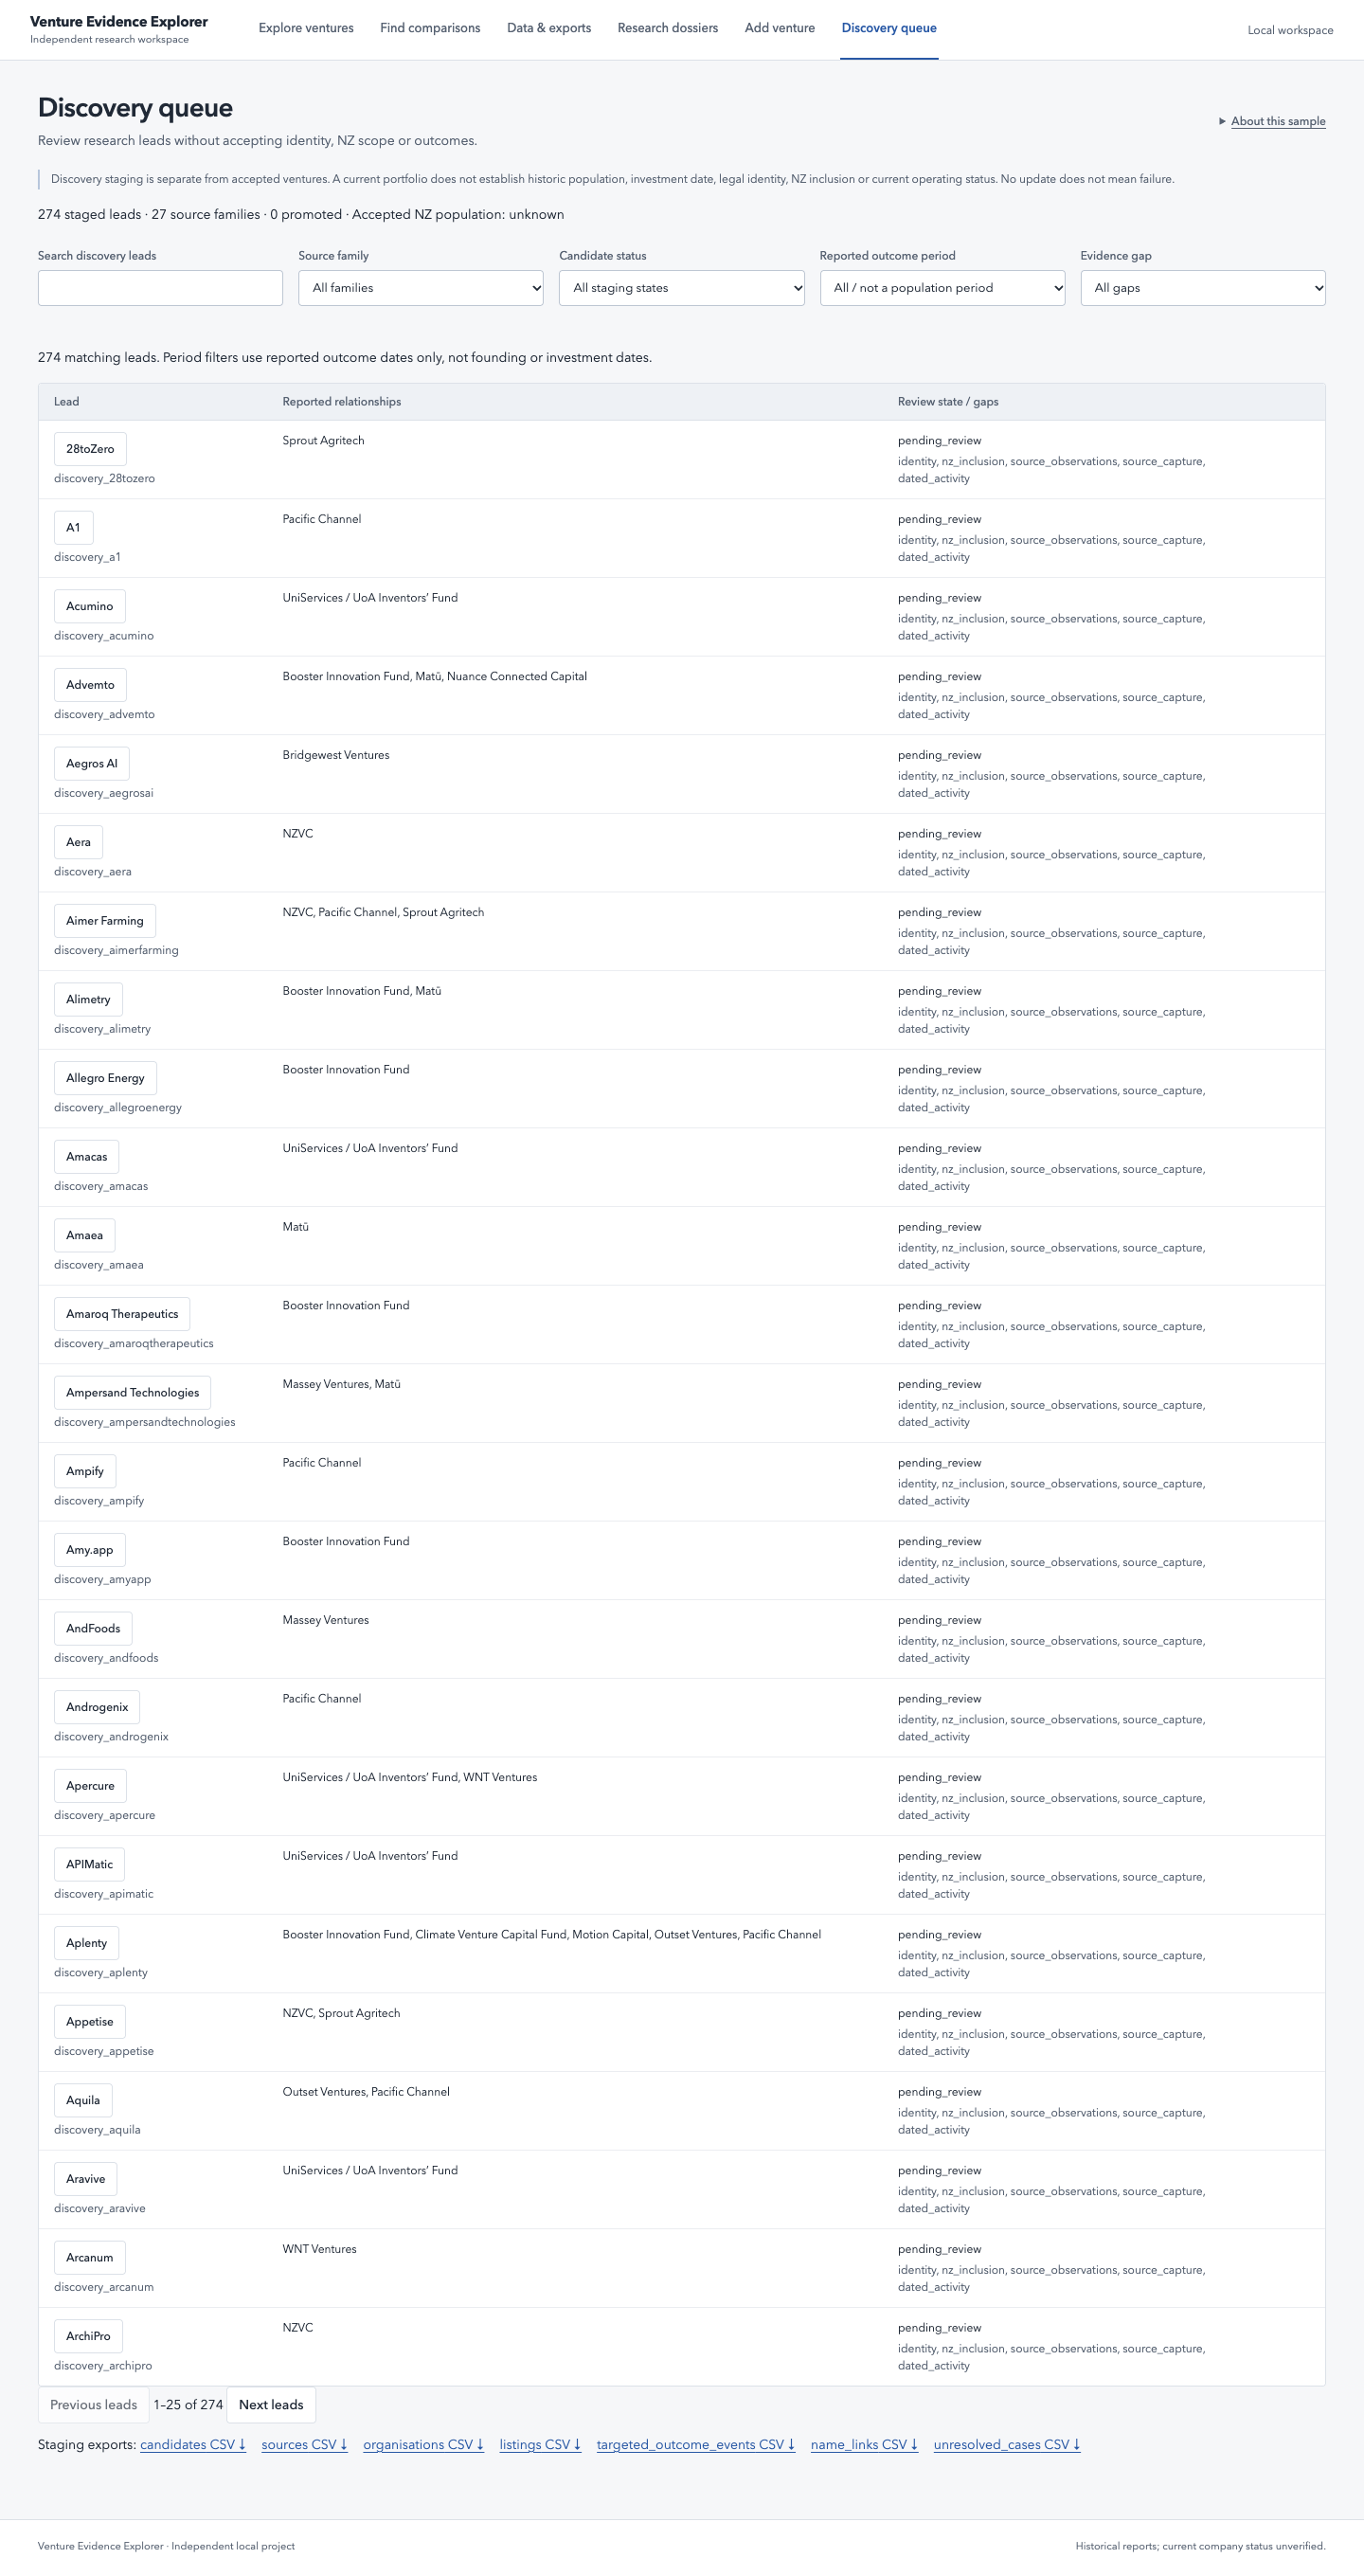 Venture Evidence Explorer
Independent research workspace
Explore ventures
Find comparisons
Data & exports
Research dossiers
Add venture
Discovery queue
Local workspace
Discovery queue
▶ About this sample
Review research leads without accepting identity, NZ scope or outcomes.
Discovery staging is separate from accepted ventures. A current portfolio does not establish historic population, investment date, legal identity, NZ inclusion or current operating status. No update does not mean failure.
274 staged leads · 27 source families · 0 promoted · Accepted NZ population: unknown
Search discovery leads
Source family
Candidate status
Reported outcome period
Evidence gap
All families
All staging states
All / not a population period
All gaps
274 matching leads. Period filters use reported outcome dates only, not founding or investment dates.
Lead
Reported relationships
Review state / gaps
28toZero
discovery_28tozero
Sprout Agritech
pending_review
identity, nz_inclusion, source_observations, source_capture,
dated_activity
A1
discovery_a1
Pacific Channel
pending_review
identity, nz_inclusion, source_observations, source_capture,
dated_activity
Acumino
discovery_acumino
UniServices / UoA Inventors’ Fund
pending_review
identity, nz_inclusion, source_observations, source_capture,
dated_activity
Advemto
discovery_advemto
Booster Innovation Fund, Matū, Nuance Connected Capital
pending_review
identity, nz_inclusion, source_observations, source_capture,
dated_activity
Aegros AI
discovery_aegrosai
Bridgewest Ventures
pending_review
identity, nz_inclusion, source_observations, source_capture,
dated_activity
Aera
discovery_aera
NZVC
pending_review
identity, nz_inclusion, source_observations, source_capture,
dated_activity
Aimer Farming
discovery_aimerfarming
NZVC, Pacific Channel, Sprout Agritech
pending_review
identity, nz_inclusion, source_observations, source_capture,
dated_activity
Alimetry
discovery_alimetry
Booster Innovation Fund, Matū
pending_review
identity, nz_inclusion, source_observations, source_capture,
dated_activity
Allegro Energy
discovery_allegroenergy
Booster Innovation Fund
pending_review
identity, nz_inclusion, source_observations, source_capture,
dated_activity
Amacas
discovery_amacas
UniServices / UoA Inventors’ Fund
pending_review
identity, nz_inclusion, source_observations, source_capture,
dated_activity
Amaea
discovery_amaea
Matū
pending_review
identity, nz_inclusion, source_observations, source_capture,
dated_activity
Amaroq Therapeutics
discovery_amaroqtherapeutics
Booster Innovation Fund
pending_review
identity, nz_inclusion, source_observations, source_capture,
dated_activity
Ampersand Technologies
discovery_ampersandtechnologies
Massey Ventures, Matū
pending_review
identity, nz_inclusion, source_observations, source_capture,
dated_activity
Ampify
discovery_ampify
Pacific Channel
pending_review
identity, nz_inclusion, source_observations, source_capture,
dated_activity
Amy.app
discovery_amyapp
Booster Innovation Fund
pending_review
identity, nz_inclusion, source_observations, source_capture,
dated_activity
AndFoods
discovery_andfoods
Massey Ventures
pending_review
identity, nz_inclusion, source_observations, source_capture,
dated_activity
Androgenix
discovery_androgenix
Pacific Channel
pending_review
identity, nz_inclusion, source_observations, source_capture,
dated_activity
Apercure
discovery_apercure
UniServices / UoA Inventors’ Fund, WNT Ventures
pending_review
identity, nz_inclusion, source_observations, source_capture,
dated_activity
APIMatic
discovery_apimatic
UniServices / UoA Inventors’ Fund
pending_review
identity, nz_inclusion, source_observations, source_capture,
dated_activity
Aplenty
discovery_aplenty
Booster Innovation Fund, Climate Venture Capital Fund, Motion Capital, Outset Ventures, Pacific Channel
pending_review
identity, nz_inclusion, source_observations, source_capture,
dated_activity
Appetise
discovery_appetise
NZVC, Sprout Agritech
pending_review
identity, nz_inclusion, source_observations, source_capture,
dated_activity
Aquila
discovery_aquila
Outset Ventures, Pacific Channel
pending_review
identity, nz_inclusion, source_observations, source_capture,
dated_activity
Aravive
discovery_aravive
UniServices / UoA Inventors’ Fund
pending_review
identity, nz_inclusion, source_observations, source_capture,
dated_activity
Arcanum
discovery_arcanum
WNT Ventures
pending_review
identity, nz_inclusion, source_observations, source_capture,
dated_activity
ArchiPro
discovery_archipro
NZVC
pending_review
identity, nz_inclusion, source_observations, source_capture,
dated_activity
Previous leads 1–25 of 274 Next leads
Staging exports: candidates CSV ↓ sources CSV ↓ organisations CSV ↓ listings CSV ↓ targeted_outcome_events CSV ↓ name_links CSV ↓ unresolved_cases CSV ↓
Venture Evidence Explorer · Independent local project
Historical reports; current company status unverified.